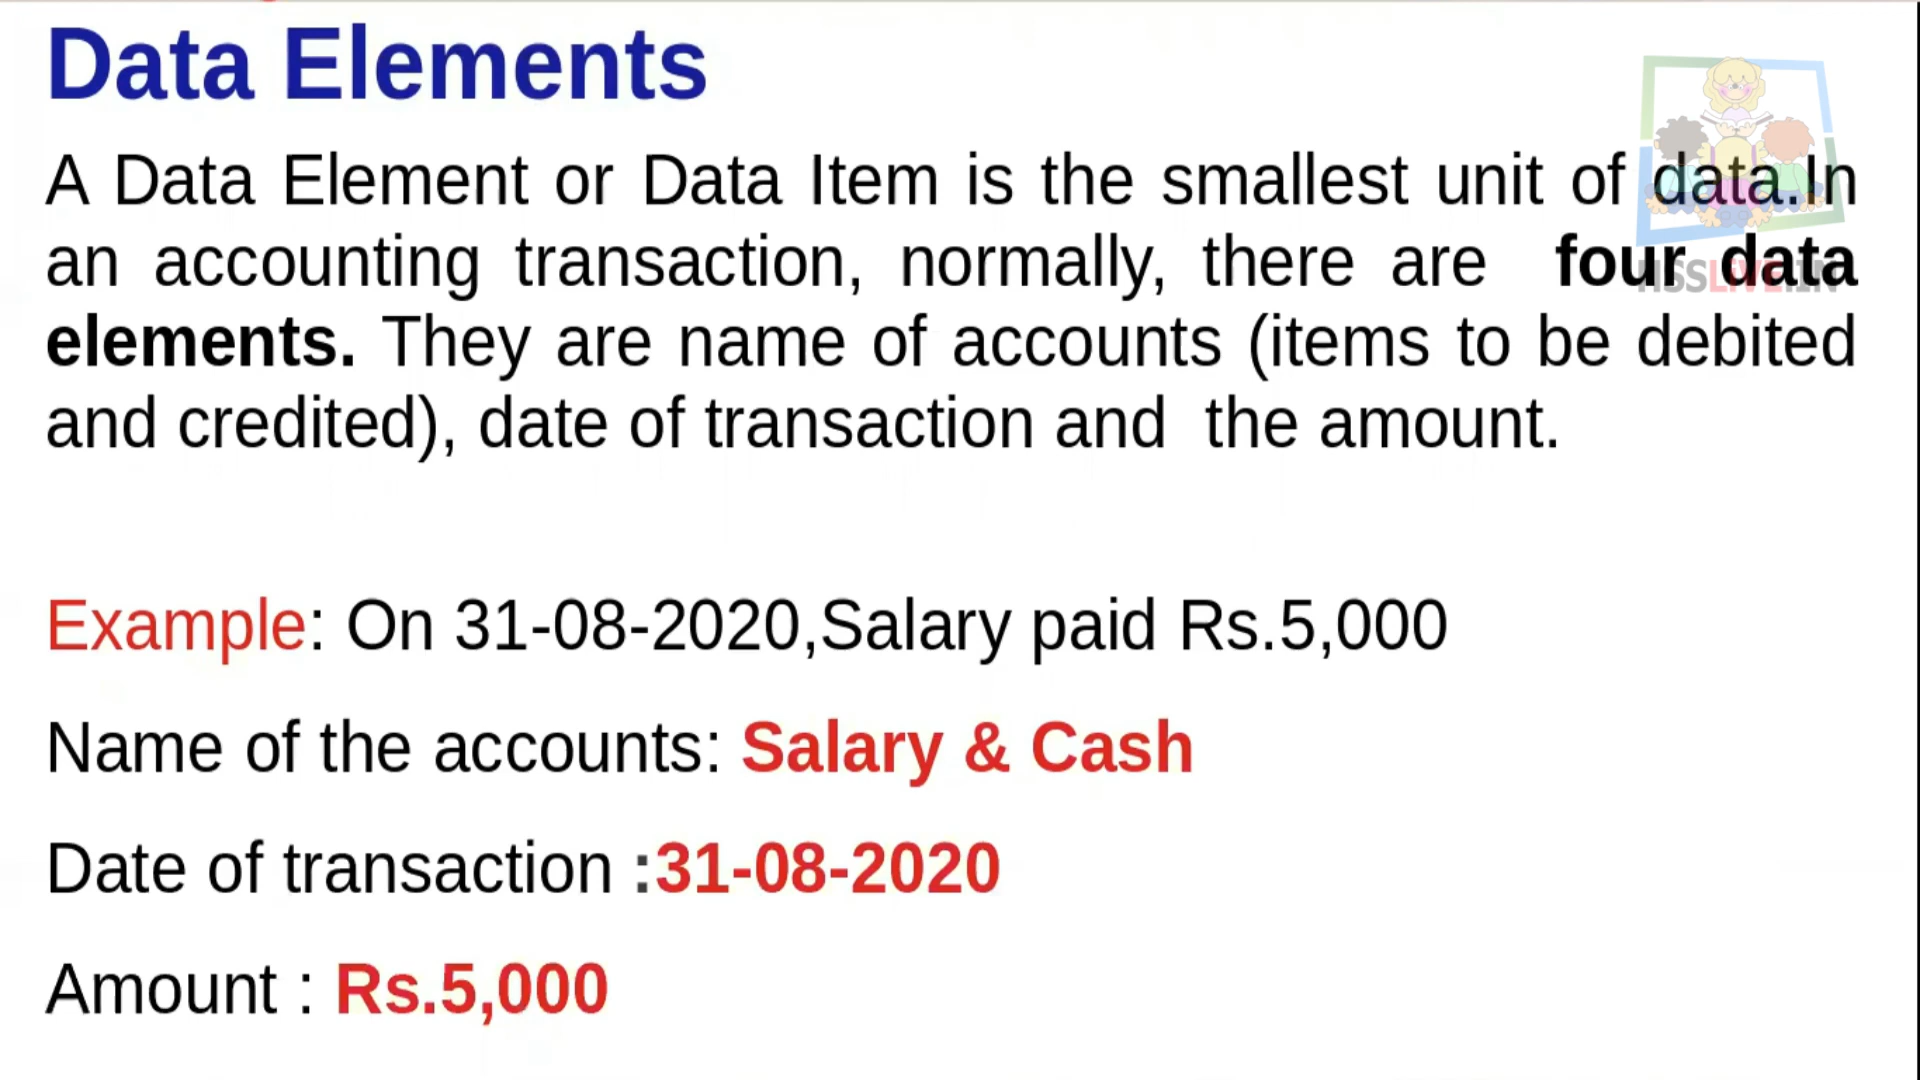 Data Elements
A Data Element or Data Item is the smallest unit of data.In
an accounting transaction, normally, there are four data
elements. They are name of accounts (items to be debited
and credited), date of transaction and the amount.
HSSLIVE.IN
Example: On 31-08-2020,Salary paid Rs.5,000
Name of the accounts: Salary & Cash
Date of transaction :31-08-2020
Amount : Rs.5,000